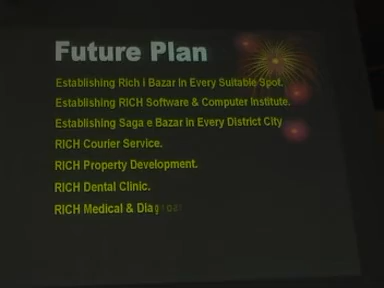 Future Plan
Establishing Rich i Bazar In Every Suitable Spot.
Establishing RICH Software & Computer Institute.
Establishing Saga e Bazar in Every District City
RICH Courier Service.
RICH Property Development.
RICH Dental Clinic.
RICH Medical &